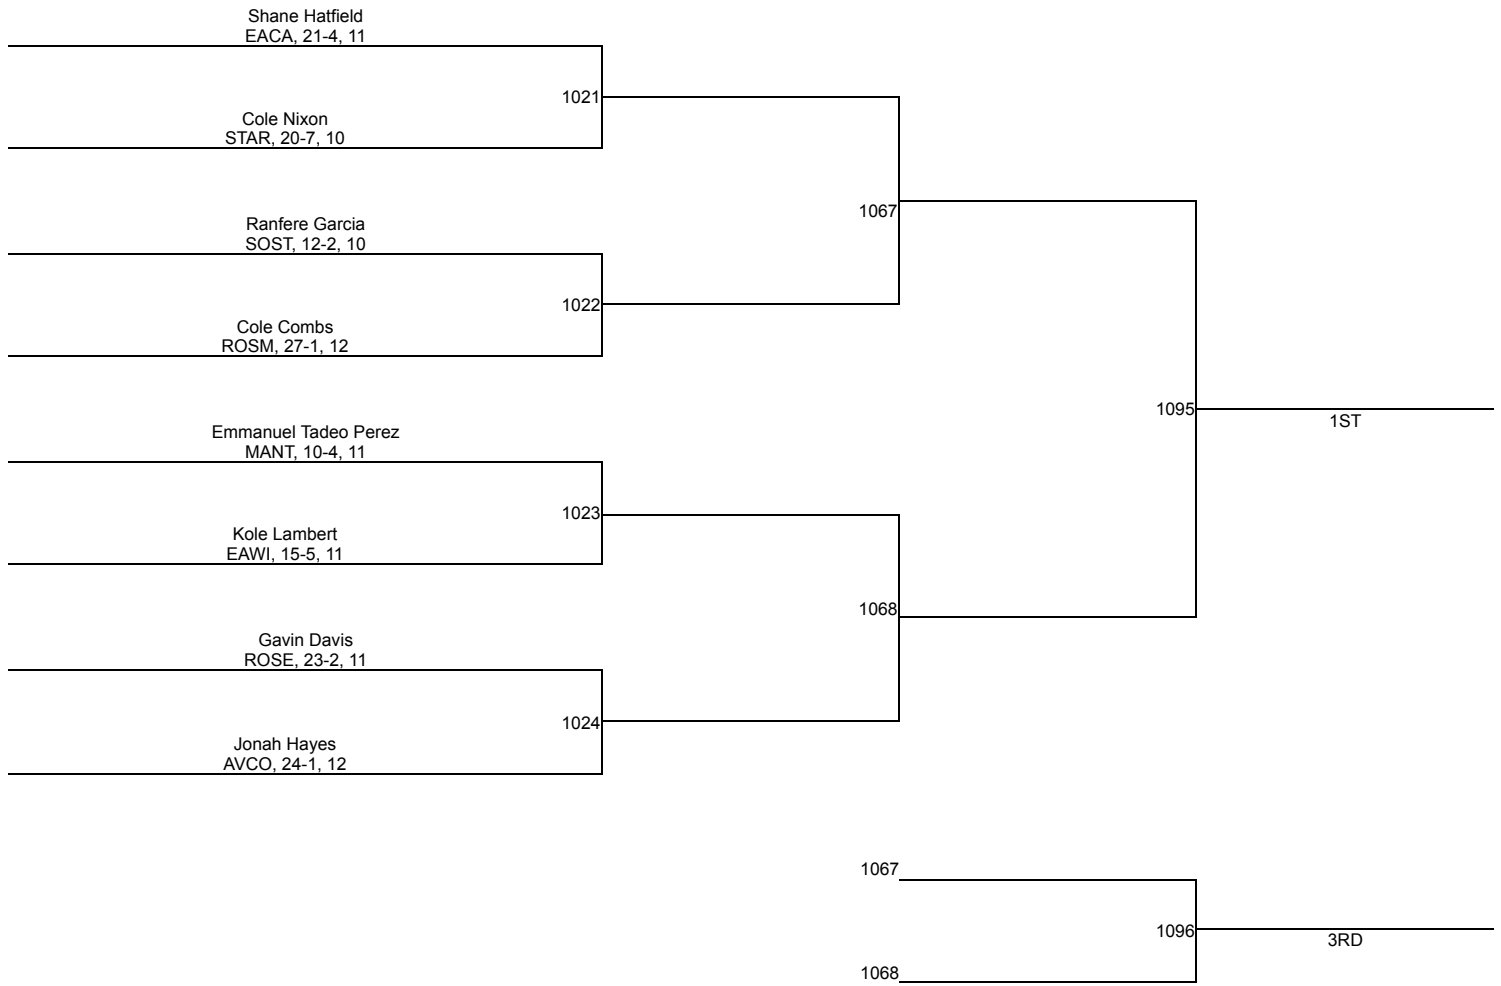 Shane Hatfield
EACA, 21-4, 11
1021
Cole Nixon
STAR, 20-7, 10
1067
Ranfere Garcia
SOST, 12-2, 10
1022
Cole Combs
ROSM, 27-1, 12
1095
1ST
Emmanuel Tadeo Perez
MANT, 10-4, 11
1023
Kole Lambert
EAWI, 15-5, 11
1068
Gavin Davis
ROSE, 23-2, 11
1024
Jonah Hayes
AVCO, 24-1, 12
1067
1096
3RD
1068